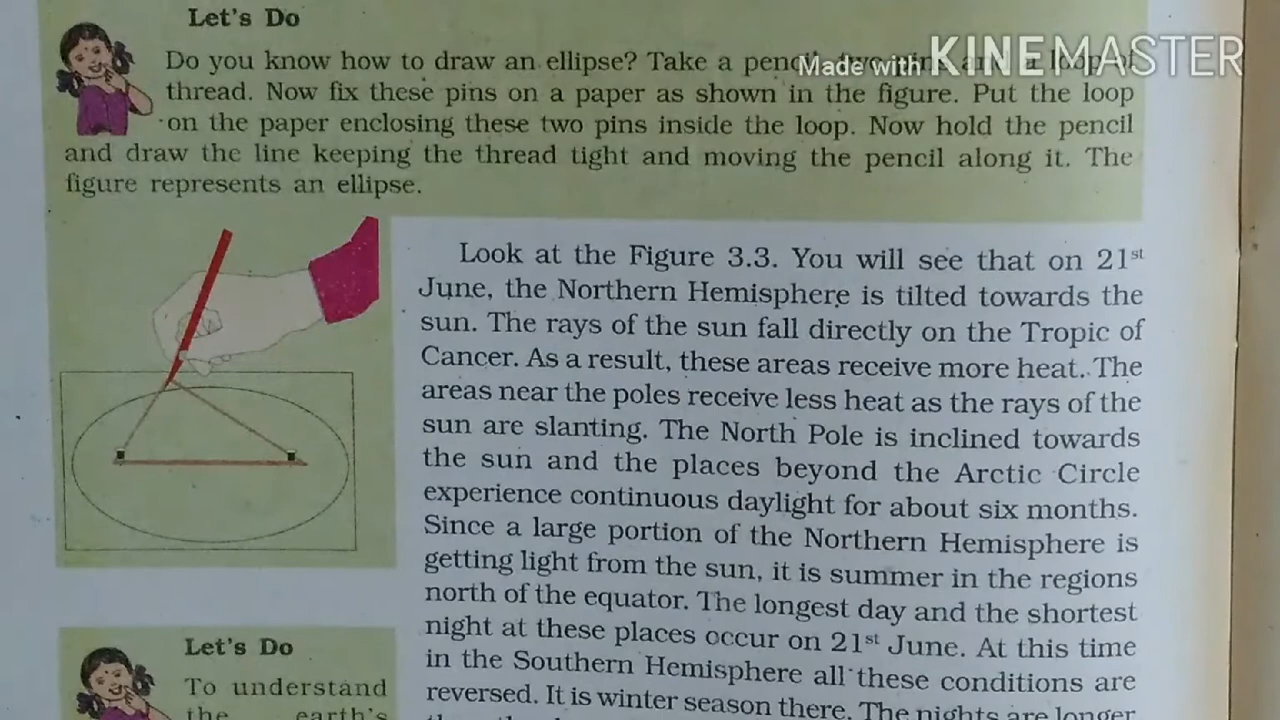 Let's Do
Do you know how to draw an ellipse? Take a pencil, two pins and a loop of
Made with KINEMASTER
thread. Now fix these pins on a paper as shown in the figure. Put the loop
on the paper enclosing these two pins inside the loop. Now hold the pencil
and draw the line keeping the thread tight and moving the pencil along it. The
figure represents an ellipse.
Look at the Figure 3.3. You will see that on 21st
June, the Northern Hemisphere is tilted towards the
sun. The rays of the sun fall directly on the Tropic of
Cancer. As a result, these areas receive more heat. The
areas near the poles receive less heat as the rays of the
sun are slanting. The North Pole is inclined towards
the sun and the places beyond the Arctic Circle
experience continuous daylight for about six months.
Since a large portion of the Northern Hemisphere is
getting light from the sun, it is summer in the regions
north of the equator. The longest day and the shortest
night at these places occur on 21st June. At this time
in the Southern Hemisphere all these conditions are
reversed. It is winter season there. The nights are longer
Let's Do
To understand
the earth's